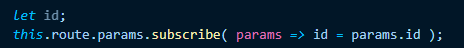 let id;
this.route.params.subscribe( params => id = params.id );